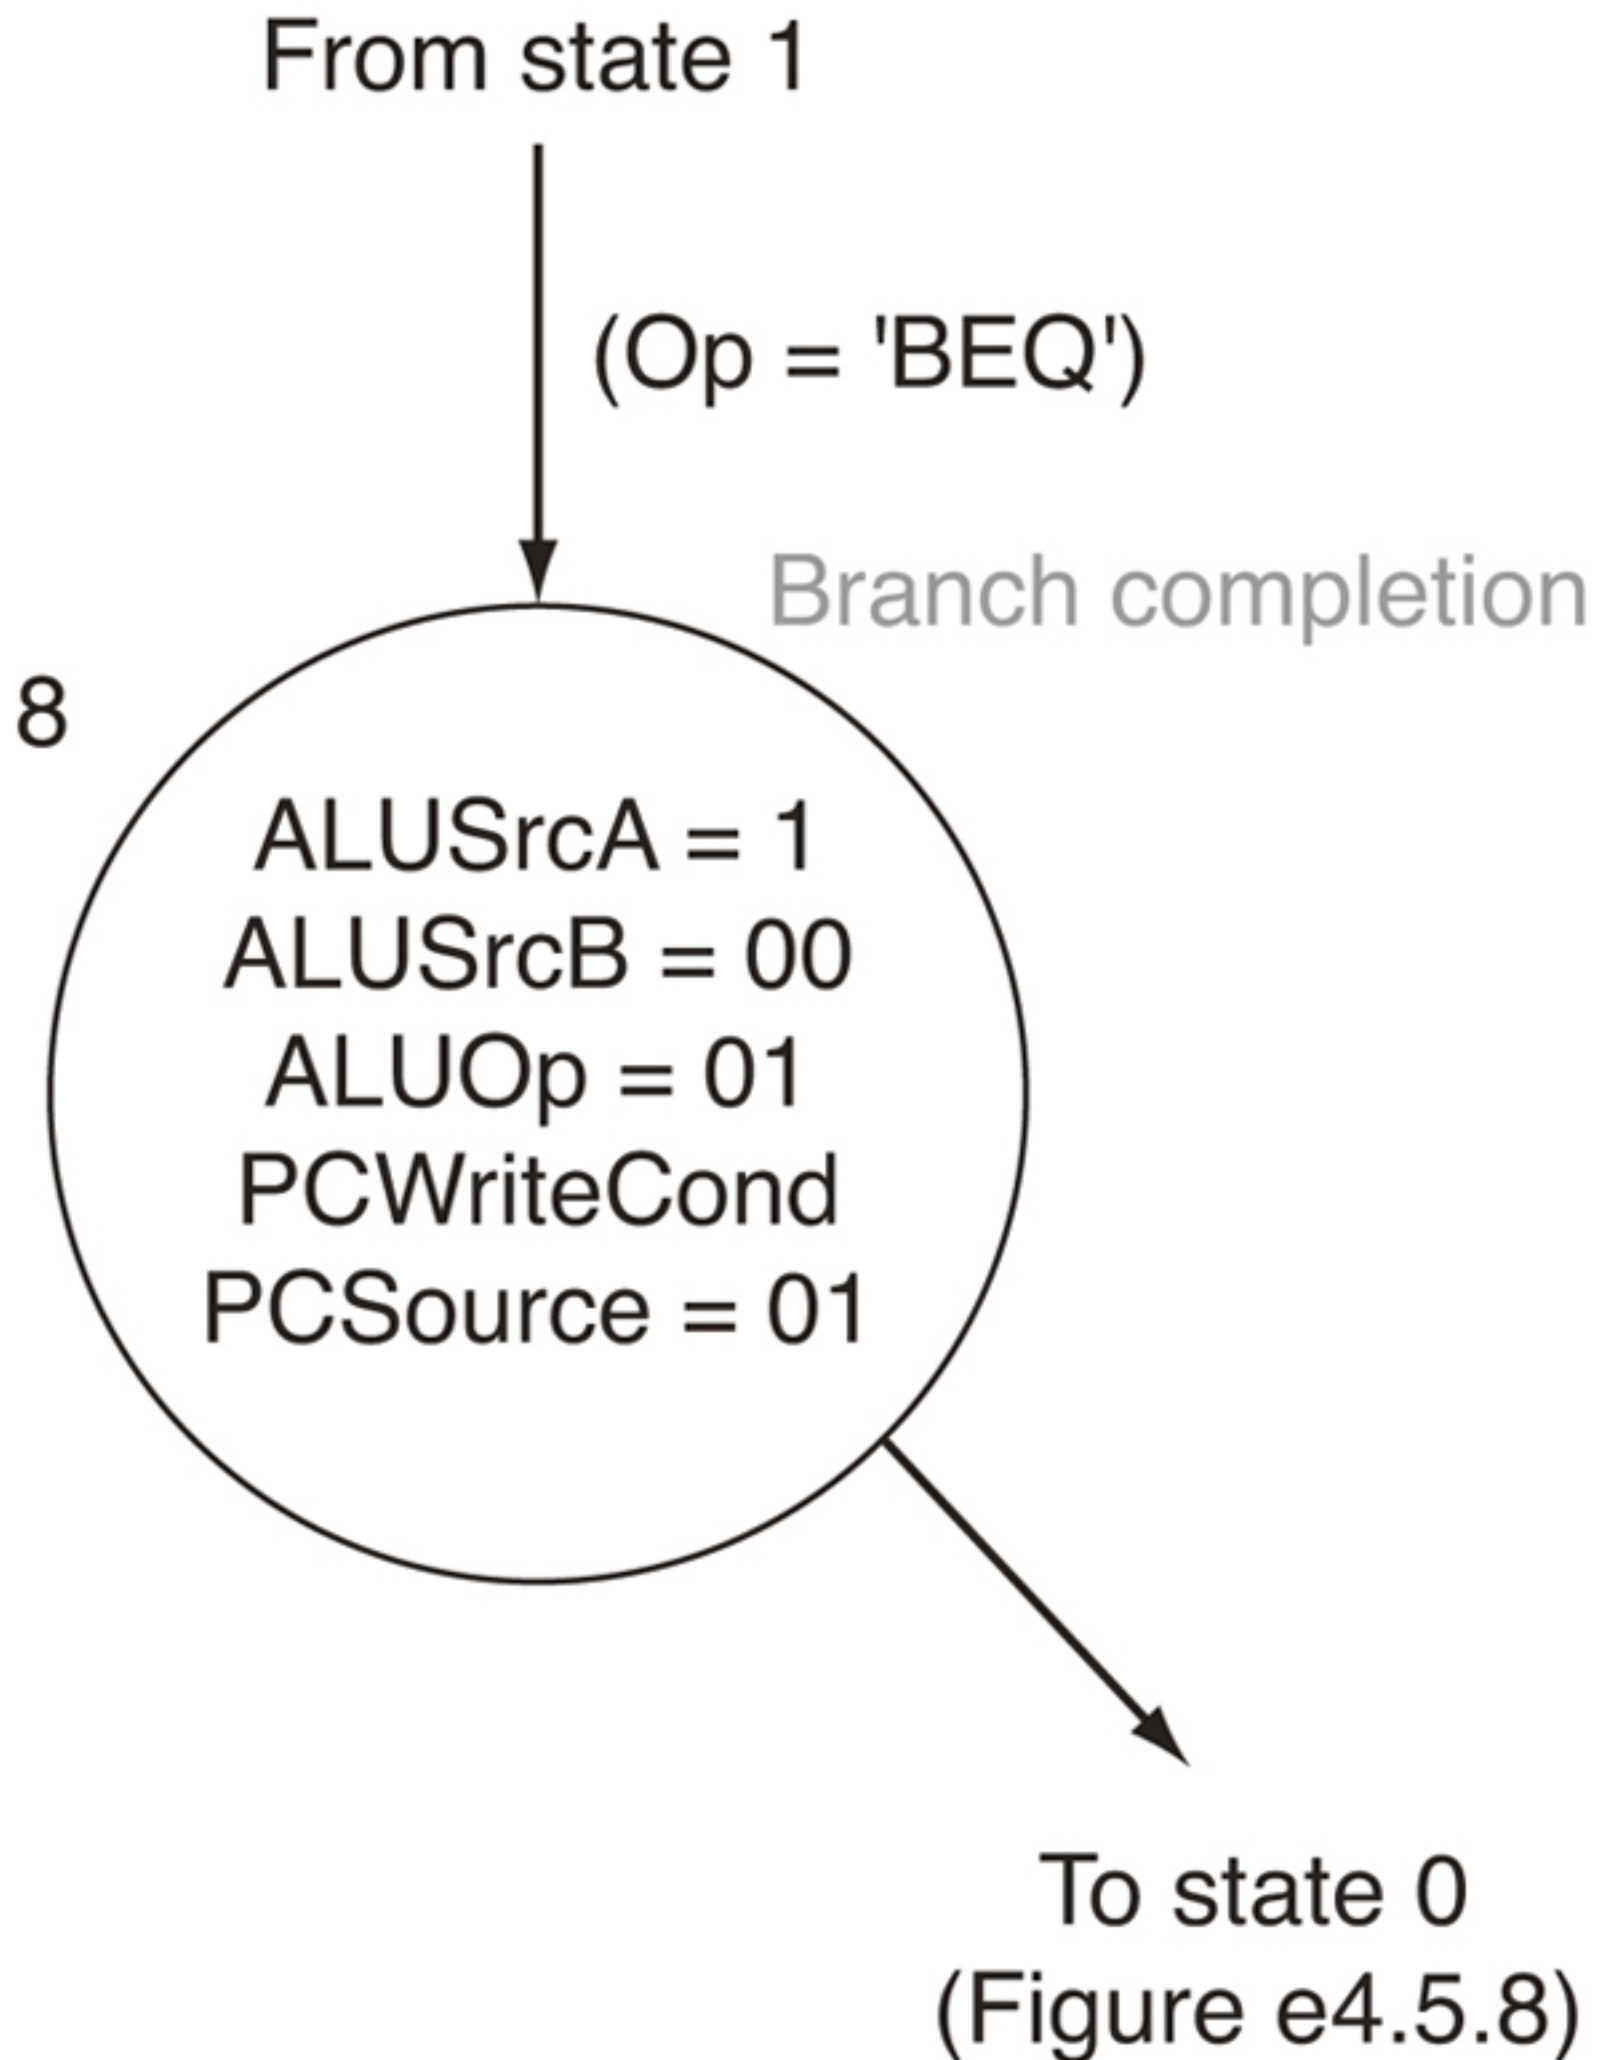 From state 1
(Op = 'BEQ')
Branch completion
8
ALUSrcA = 1
ALUSrcB = 00
ALUOp = 01
PCWriteCond
PCSource = 01
To state 0
(Figure e4.5.8)